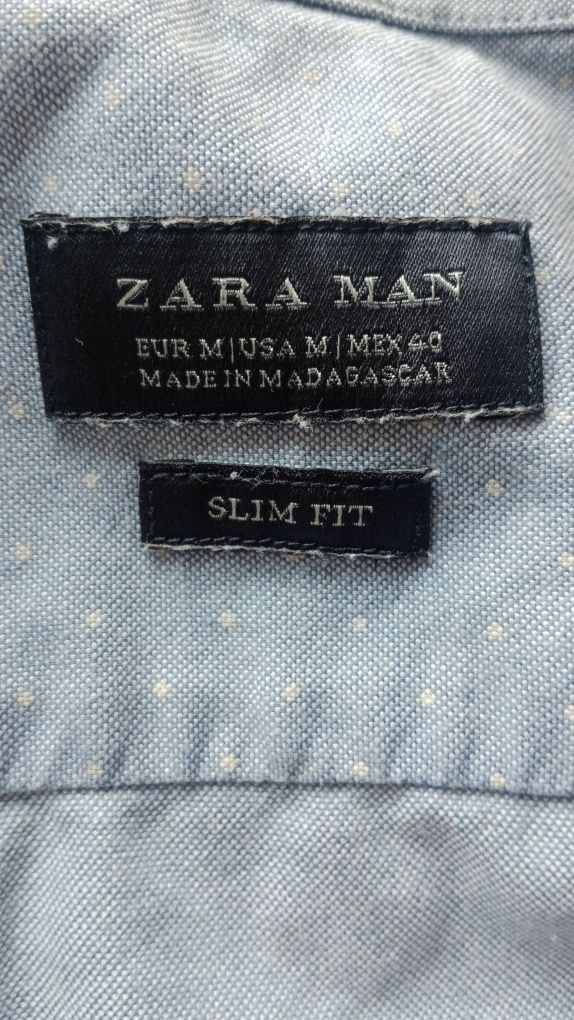 ZARA MAN
EUR M|USA M|MEX 40
MADE IN MADAGASCAR
SLIM FIT